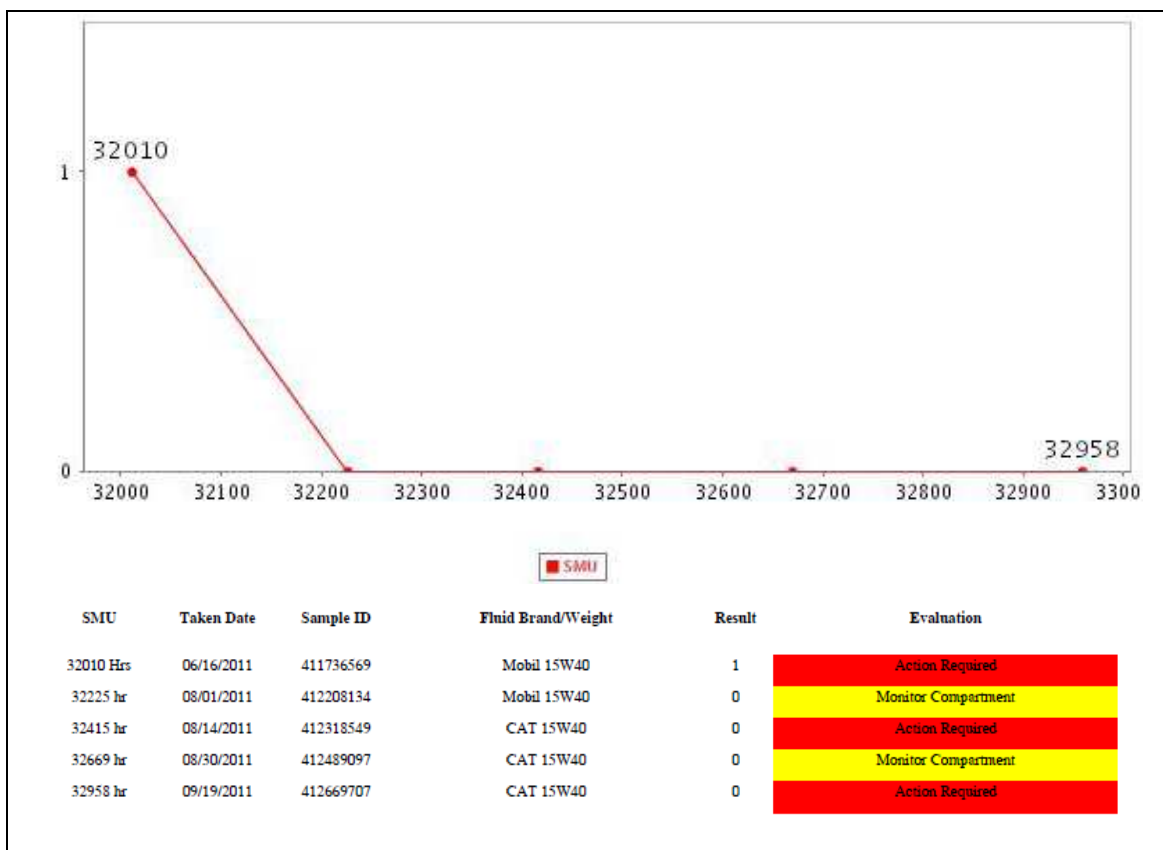 32010
1
32958
0
32000 32100 32200 32300 32400 32500 32600 32700 32800 32900 3300
SMU
SMU Taken Date Sample ID Fluid Brand/Weight Result Evaluation
32010 Hrs 06/16/2011 411736569 Mobil 15W40 1 Action Required
32225 hr 08/01/2011 412208134 Mobil 15W40 0 Monitor Compartment
32415 hr 08/14/2011 412318549 CAT 15W40 0 Action Required
32669 hr 08/30/2011 412489097 CAT 15W40 0 Monitor Compartment
32958 hr 09/19/2011 412669707 CAT 15W40 0 Action Required